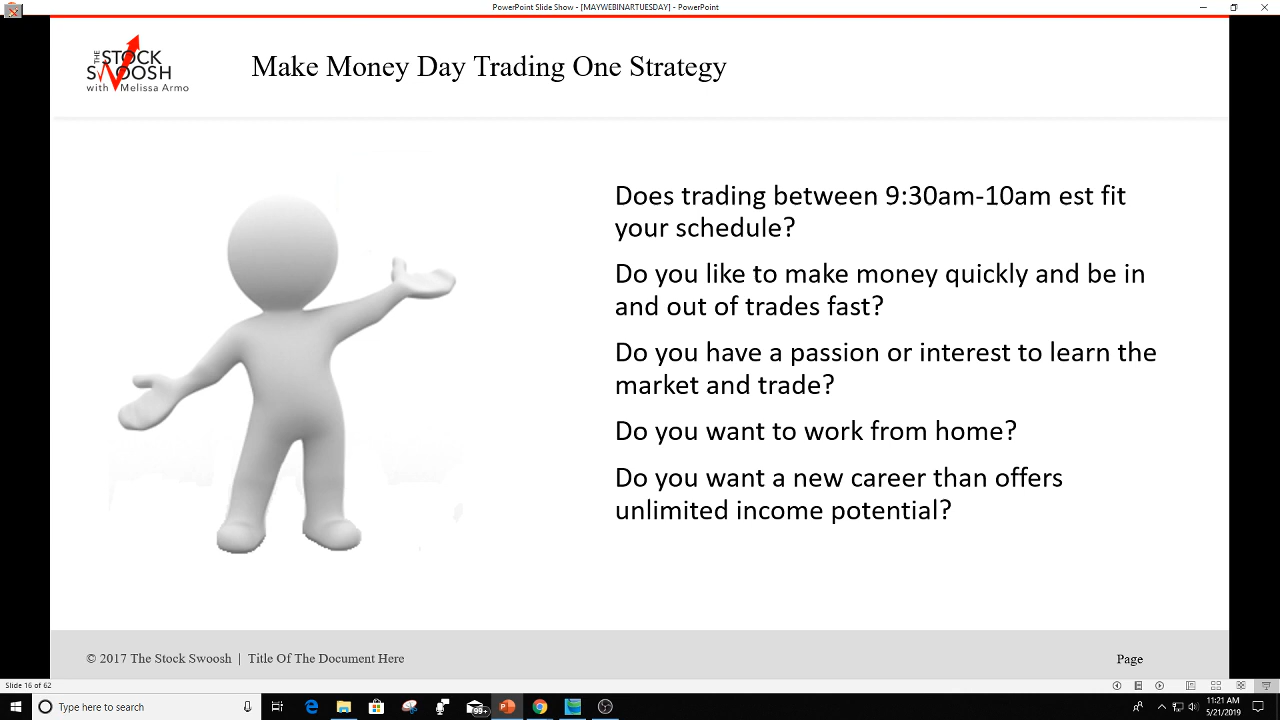 PowerPoint Slide Show - [MAYWEBINARTUESDAY] - PowerPoint
THE STOCK
SWOOSH
with Melissa Armo
Make Money Day Trading One Strategy
Does trading between 9:30am-10am est fit
your schedule?
Do you like to make money quickly and be in
and out of trades fast?
Do you have a passion or interest to learn the
market and trade?
Do you want to work from home?
Do you want a new career than offers
unlimited income potential?
© 2017 The Stock Swoosh | Title Of The Document Here
Page
Slide 16 of 62
Type here to search
99+
11:21 AM
5/21/2019